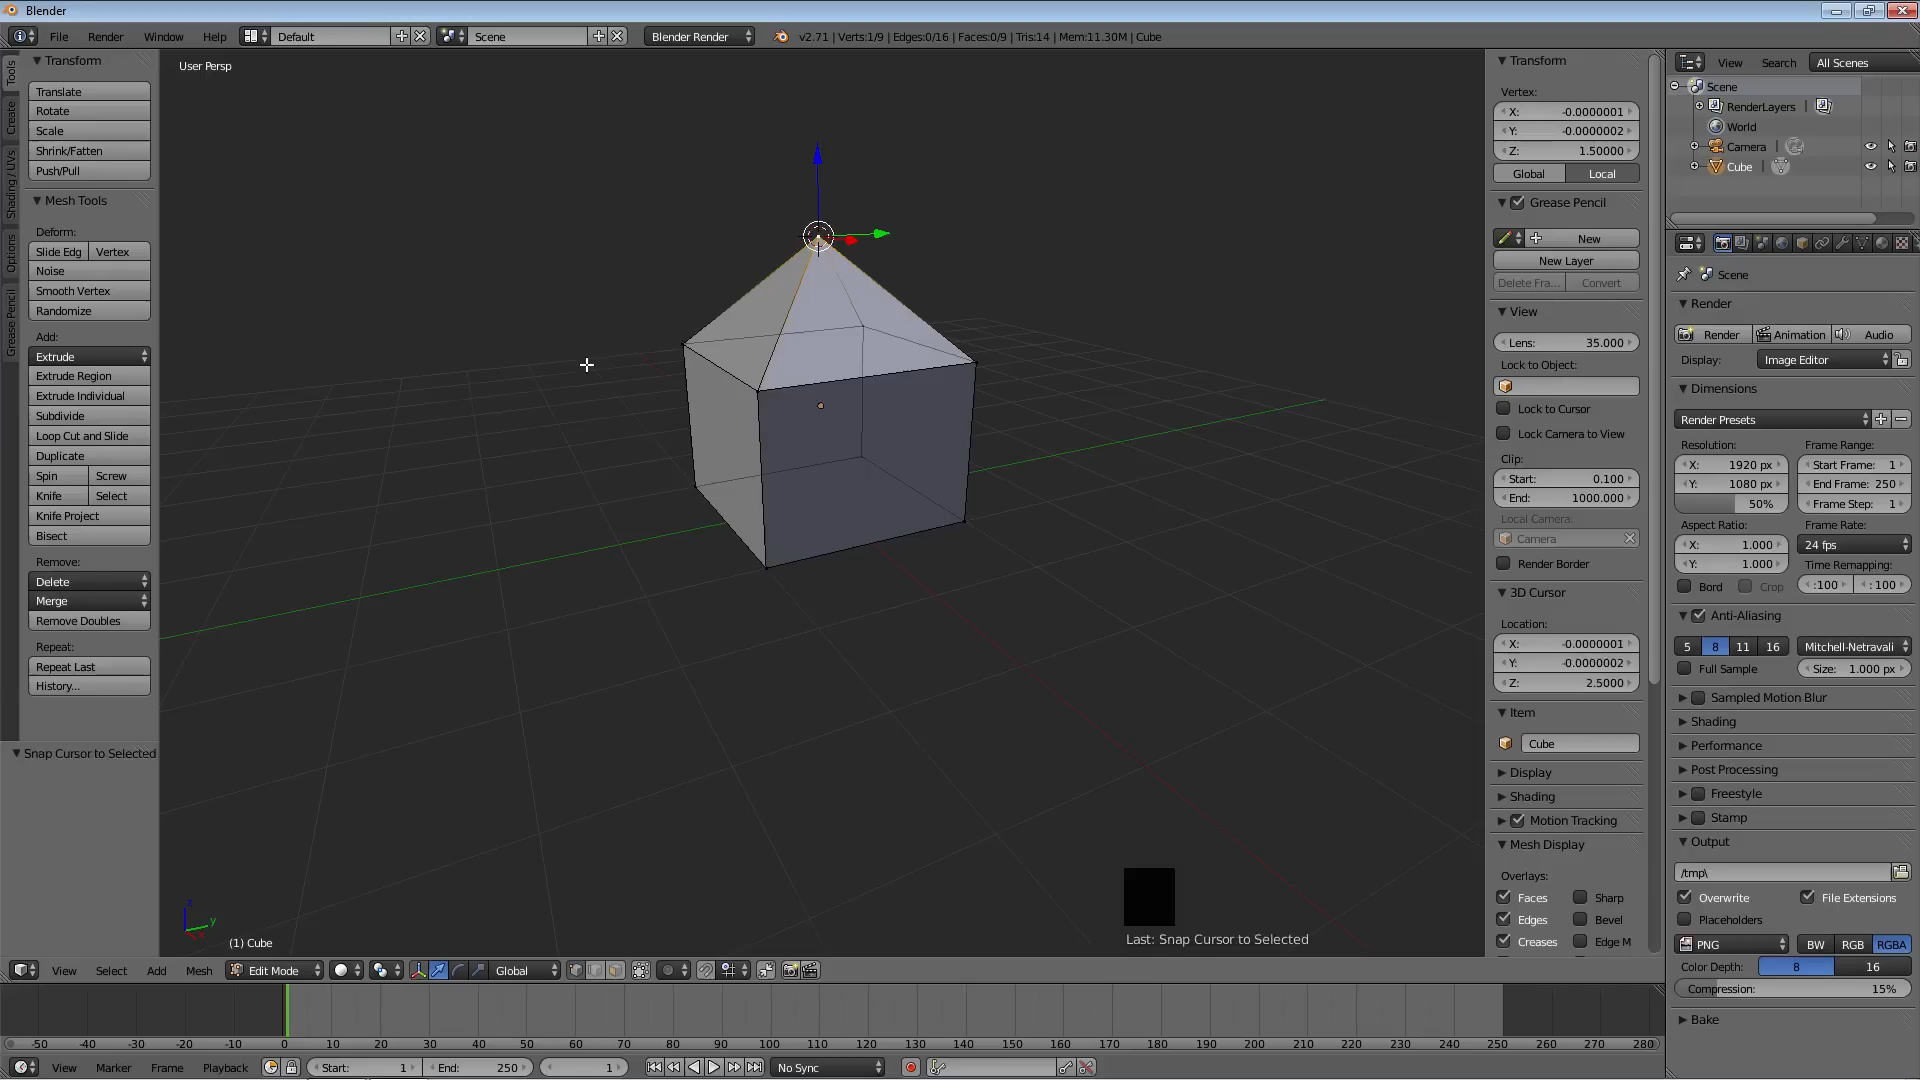 Blender
File Render Window Help Default Scene Blender Render v2.71 | Verts:1/9 | Edges:0/16 | Faces:0/9 | Tris:14 | Mem:11.30M | Cube
Tools
Create
Shading / UVs
Options
Grease Pencil
Transform
Translate
Rotate
Scale
Shrink/Fatten
Push/Pull
Mesh Tools
Deform:
Slide Edg Vertex
Noise
Smooth Vertex
Randomize
Add:
Extrude
Extrude Region
Extrude Individual
Subdivide
Loop Cut and Slide
Duplicate
Spin Screw
Knife Select
Knife Project
Bisect
Remove:
Delete
Merge
Remove Doubles
Repeat:
Repeat Last
History...
Snap Cursor to Selected
User Persp
z
y
(1) Cube
Last: Snap Cursor to Selected
Transform
Vertex:
X: -0.0000001
Y: -0.0000002
Z: 1.50000
Global Local
Grease Pencil
New
New Layer
Delete Fra... Convert
View
Lens: 35.000
Lock to Object:
Lock to Cursor
Lock Camera to View
Clip:
Start: 0.100
End: 1000.000
Local Camera:
Camera
Render Border
3D Cursor
Location:
X: -0.0000001
Y: -0.0000002
Z: 2.5000
Item
Cube
Display
Shading
Motion Tracking
Mesh Display
Overlays:
Faces Sharp
Edges Bevel
Creases Edge M
View Search All Scenes
Scene
RenderLayers |
World
Camera |
Cube |
Scene
Render
Render Animation Audio
Display: Image Editor
Dimensions
Render Presets
Resolution: Frame Range:
X: 1920 px Start Frame: 1
Y: 1080 px End Frame: 250
50% Frame Step: 1
Aspect Ratio: Frame Rate:
X: 1.000 24 fps
Y: 1.000 Time Remapping:
Bord Crop :100 :100
Anti-Aliasing
5 8 11 16 Mitchell-Netravali
Full Sample Size: 1.000 px
Sampled Motion Blur
Shading
Performance
Post Processing
Freestyle
Stamp
Output
/tmp\
Overwrite File Extensions
Placeholders
PNG BW RGB RGBA
Color Depth: 8 16
Compression: 15%
Bake
View Select Add Mesh Edit Mode Global
-50 -40 -30 -20 -10 0 10 20 30 40 50 60 70 80 90 100 110 120 130 140 150 160 170 180 190 200 210 220 230 240 250 260 270 280
View Marker Frame Playback Start: 1 End: 250 1 No Sync